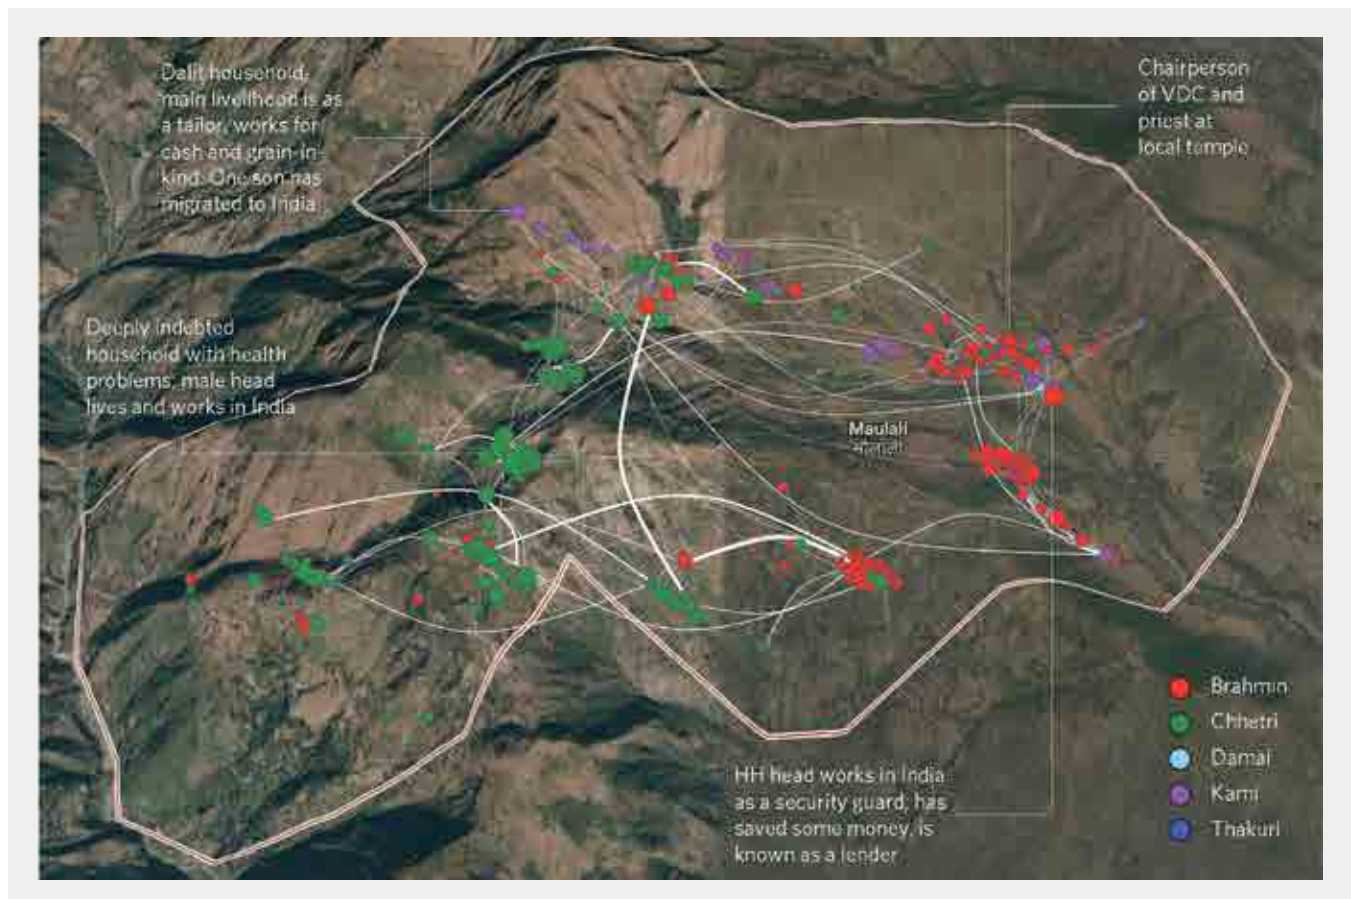 Dalit household:
main livelihood is as
a tailor, works for
cash and grain-in-
kind. One son has
migrated to India
Chairperson
of VDC and
priest at
local temple
Deeply indebted
household with health
problems, male head
lives and works in India
Maulali
HH head works in India
as a security guard, has
saved some money, is
known as a lender
Brahmin
Chhetri
Damai
Kami
Thakuri